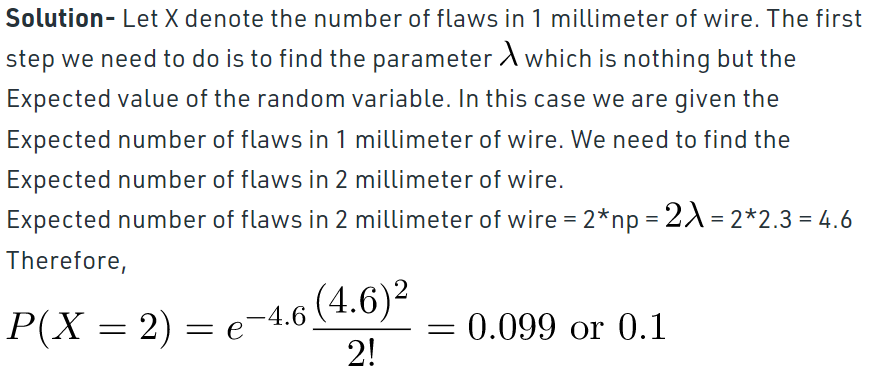 Solution- Let X denote the number of flaws in 1 millimeter of wire. The first
step we need to do is to find the parameter λ which is nothing but the
Expected value of the random variable. In this case we are given the
Expected number of flaws in 1 millimeter of wire. We need to find the
Expected number of flaws in 2 millimeter of wire.
Expected number of flaws in 2 millimeter of wire = 2*np = 2λ = 2*2.3 = 4.6
Therefore,
P(X = 2) = e^{-4.6} \frac{(4.6)^2}{2!} = 0.099 or 0.1